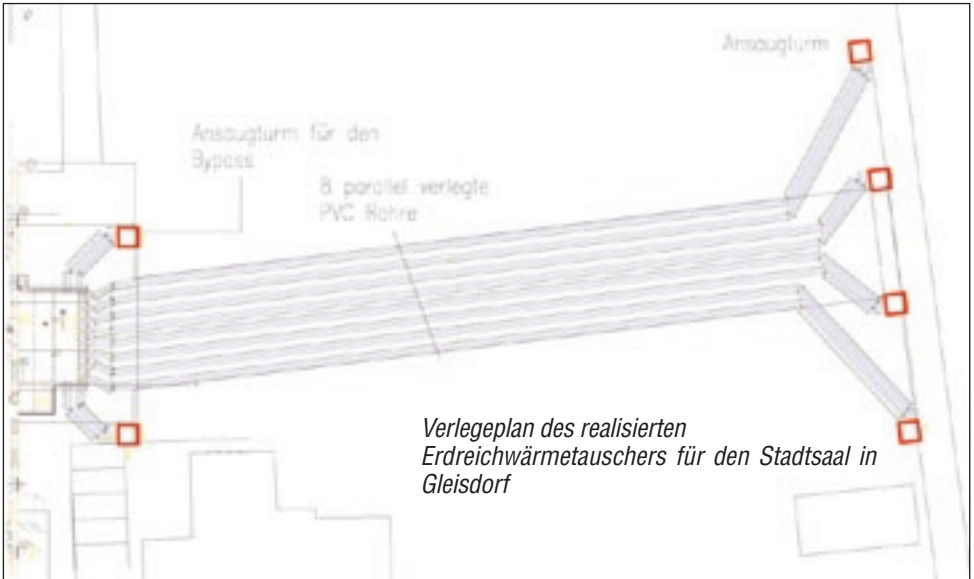 Ansaugturm
Ansaugturm für den
Bypass
8 parallel verlegte
PVC Rohre
Verlegeplan des realisierten
Erdreichwärmetauschers für den Stadtsaal in
Gleisdorf